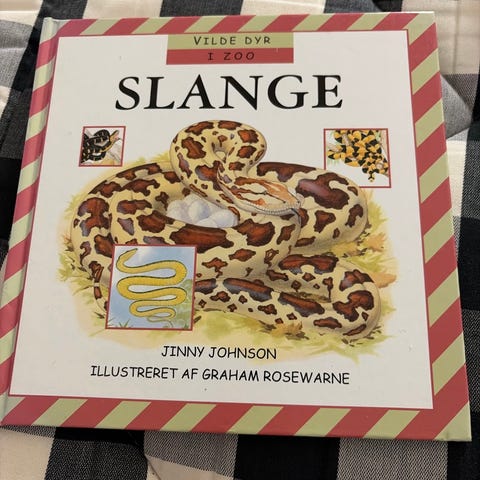 VILDE DYR
I ZOO
SLANGE
JINNY JOHNSON
ILLUSTRERET AF GRAHAM ROSEWARNE